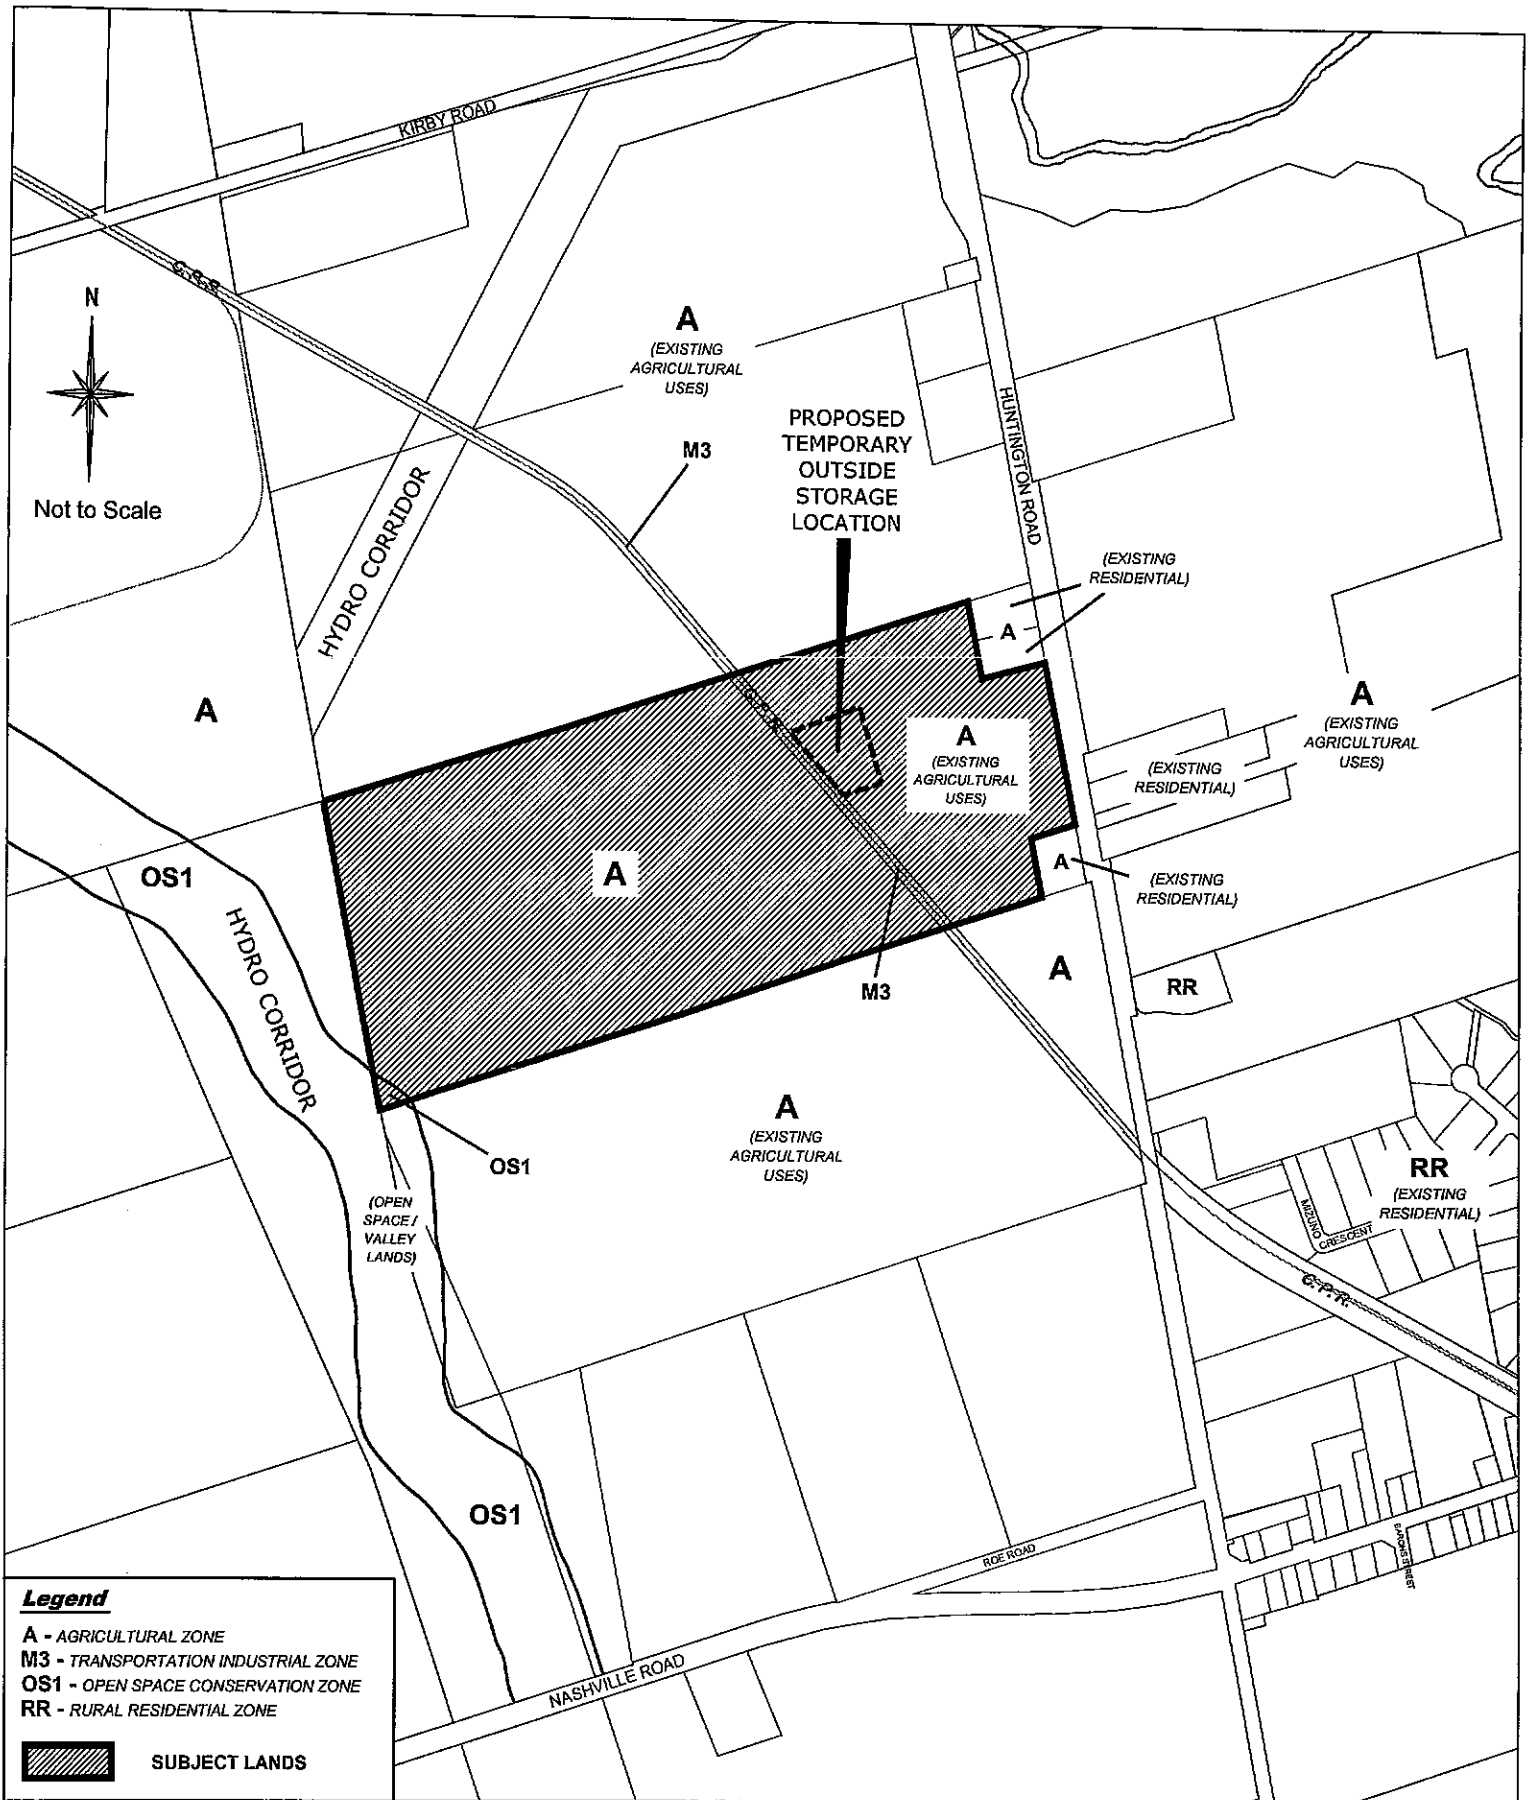 KIRBY ROAD
C. P. R.
N
Not to Scale
A
(EXISTING
AGRICULTURAL
USES)
M3
HYDRO CORRIDOR
PROPOSED
TEMPORARY
OUTSIDE
STORAGE
LOCATION
HUNTINGTON ROAD
(EXISTING
RESIDENTIAL)
A
A
C. P. R.
A
(EXISTING
AGRICULTURAL
USES)
A
(EXISTING
AGRICULTURAL
USES)
(EXISTING
RESIDENTIAL)
A
A
(EXISTING
RESIDENTIAL)
OS1
HYDRO CORRIDOR
M3
A
RR
A
(EXISTING
AGRICULTURAL
USES)
OS1
(OPEN
SPACE /
VALLEY
LANDS)
RR
(EXISTING
RESIDENTIAL)
MIZUNO
CRESCENT
C. P. R.
OS1
ROE ROAD
BARONS STREET
NASHVILLE ROAD
Legend
A - AGRICULTURAL ZONE
M3 - TRANSPORTATION INDUSTRIAL ZONE
OS1 - OPEN SPACE CONSERVATION ZONE
RR - RURAL RESIDENTIAL ZONE
SUBJECT LANDS